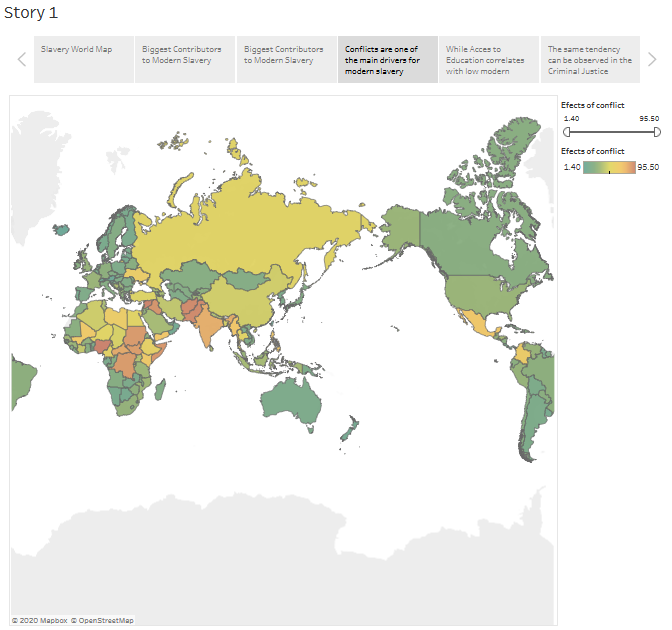 Story 1
Slavery World Map
Biggest Contributors
to Modern Slavery
Biggest Contributors
to Modern Slavery
Conflicts are one of
the main drivers for
modern slavery
While Acces to
Education correlates
with low modern
The same tendency
can be observed in the
Criminal Justice
Efects of conflict
1.40 95.50
Efects of conflict
1.40 95.50
© 2020 Mapbox © OpenStreetMap